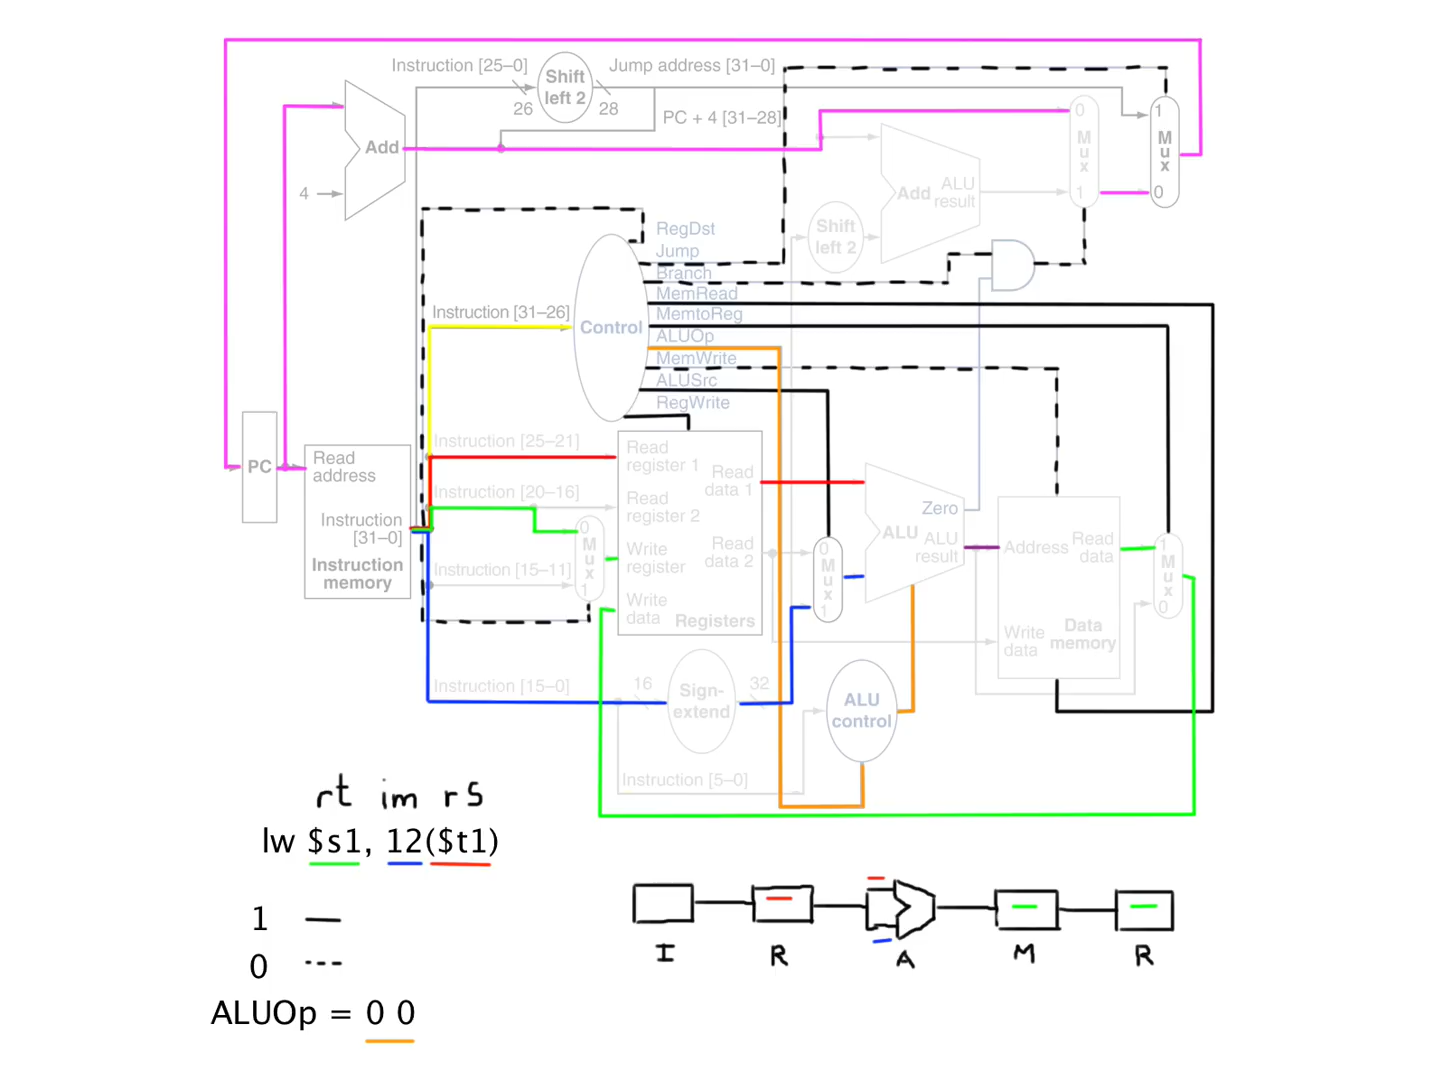 Instruction [25–0]
Shift
left 2
Jump address [31–0]
26
28
PC + 4 [31–28]
Add
4
0
M
u
x
1
1
M
u
x
0
Add
ALU
result
Shift
left 2
RegDst
Jump
Branch
MemRead
MemtoReg
ALUOp
MemWrite
ALUSrc
RegWrite
Instruction [31–26]
Control
PC
Read
address
Instruction
[31–0]
Instruction
memory
Instruction [25–21]
Instruction [20–16]
Instruction [15–11]
Instruction [15–0]
0
M
u
x
1
Read
register 1
Read
register 2
Write
register
Write
data
Read
data 1
Read
data 2
Registers
0
M
u
x
1
Zero
ALU
ALU
result
Address
Read
data
Write
data
Data
memory
1
M
u
x
0
16
Sign-
extend
32
ALU
control
Instruction [5–0]
rt im rs
lw $s1, 12($t1)
1
0
ALUOp = 0 0
I R A M R